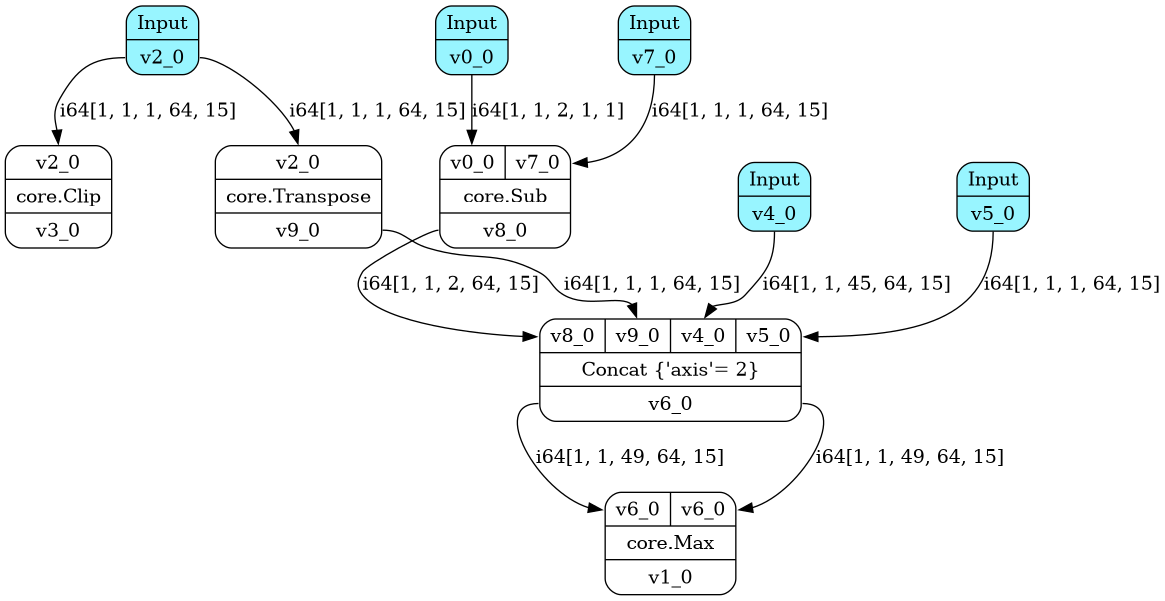 Input
v2_0
Input
v0_0
Input
v7_0
i64[1, 1, 1, 64, 15]
i64[1, 1, 1, 64, 15]
i64[1, 1, 2, 1, 1]
i64[1, 1, 1, 64, 15]
v2_0
core.Clip
v3_0
v2_0
core.Transpose
v9_0
v0_0 v7_0
core.Sub
v8_0
Input
v4_0
Input
v5_0
i64[1, 1, 2, 64, 15]
i64[1, 1, 1, 64, 15]
i64[1, 1, 45, 64, 15]
i64[1, 1, 1, 64, 15]
v8_0 v9_0 v4_0 v5_0
Concat {'axis'= 2}
v6_0
i64[1, 1, 49, 64, 15]
i64[1, 1, 49, 64, 15]
v6_0 v6_0
core.Max
v1_0